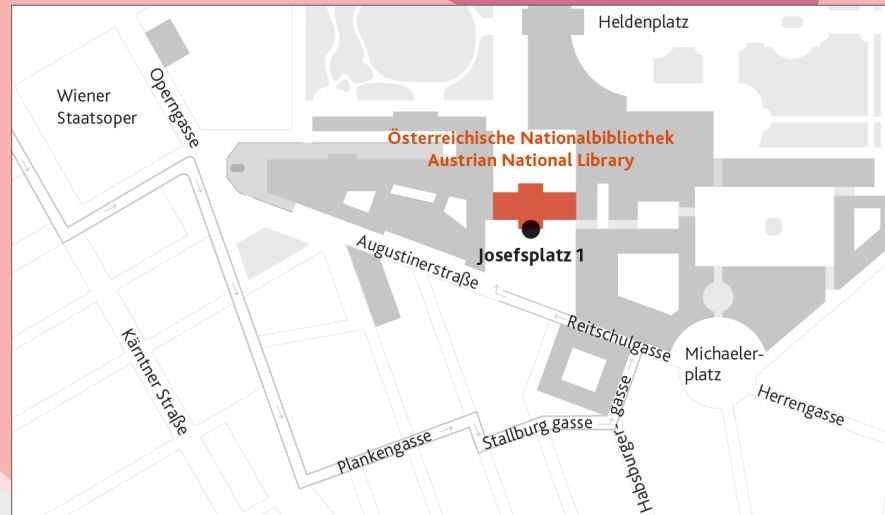 Heldenplatz
Wiener
Staatsoper
Operngasse
Österreichische Nationalbibliothek
Austrian National Library
Josefsplatz 1
Augustinerstraße
Reitschulgasse
Michaeler-
platz
Herrengasse
Kärntner Straße
Plankengasse
Stallburg gasse
Habsburger-
gasse